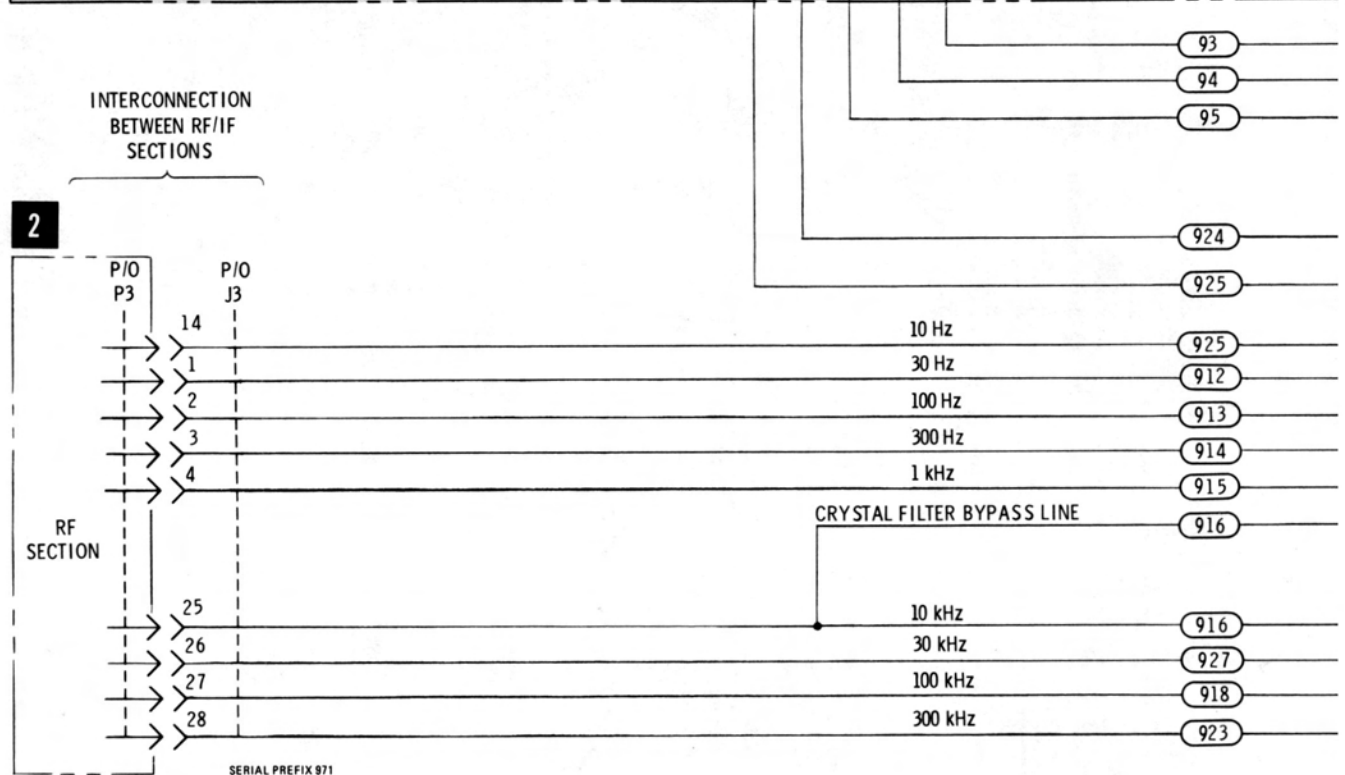 93
94
95
INTERCONNECTION
BETWEEN RF/IF
SECTIONS
2
924
925
P/O
P3
P/O
J3
14
10 Hz
925
1
30 Hz
912
2
100 Hz
913
3
300 Hz
914
4
1 kHz
915
CRYSTAL FILTER BYPASS LINE
916
RF
SECTION
25
10 kHz
916
26
30 kHz
927
27
100 kHz
918
28
300 kHz
923
SERIAL PREFIX 971